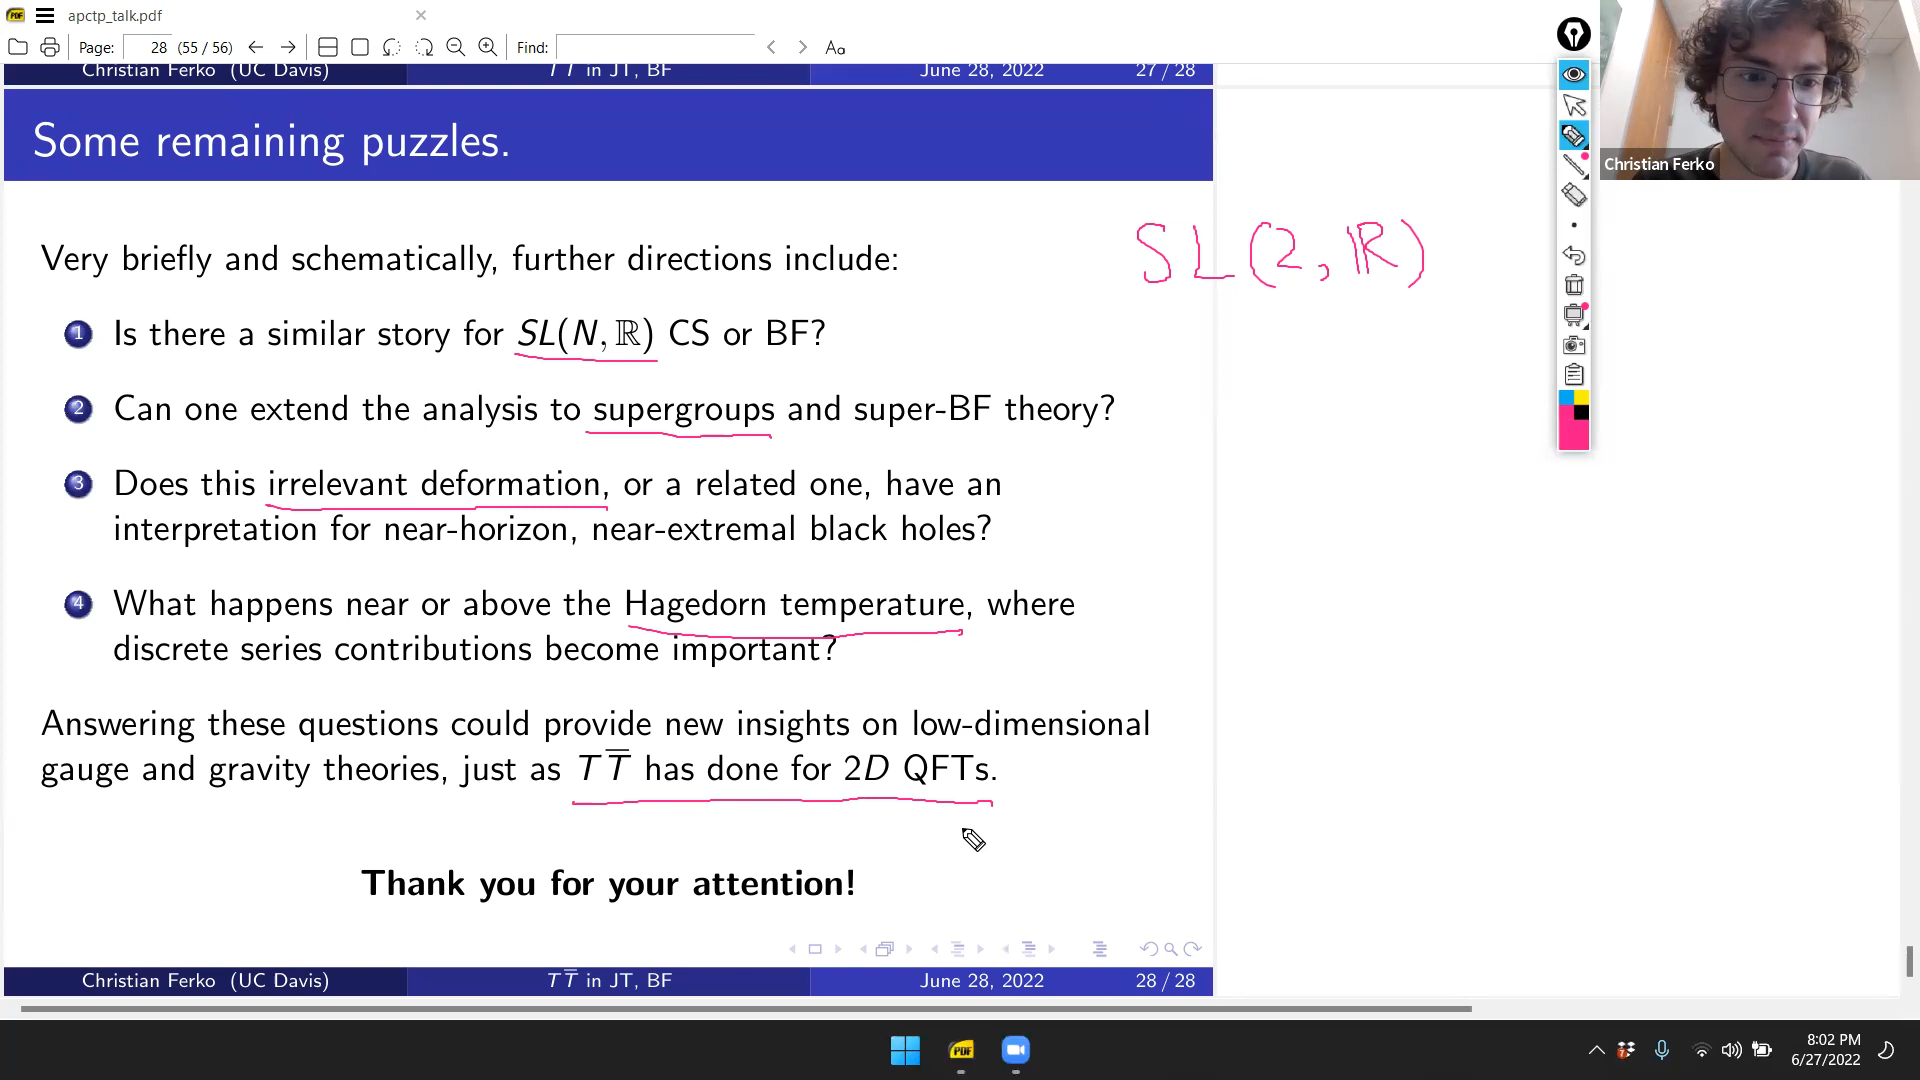 apctp_talk.pdf
Page: 28 (55 / 56) Find: Aa
Christian Ferko (UC Davis) TT in JT, BF June 28, 2022 27 / 28
Some remaining puzzles.
Very briefly and schematically, further directions include:
SL(2, ℝ)
1 Is there a similar story for SL(N, ℝ) CS or BF?
2 Can one extend the analysis to supergroups and super-BF theory?
3 Does this irrelevant deformation, or a related one, have an
interpretation for near-horizon, near-extremal black holes?
4 What happens near or above the Hagedorn temperature, where
discrete series contributions become important?
Answering these questions could provide new insights on low-dimensional
gauge and gravity theories, just as TT̅ has done for 2D QFTs.
Thank you for your attention!
Christian Ferko (UC Davis) TT̅ in JT, BF June 28, 2022 28 / 28
Christian Ferko
PDF
8:02 PM
6/27/2022